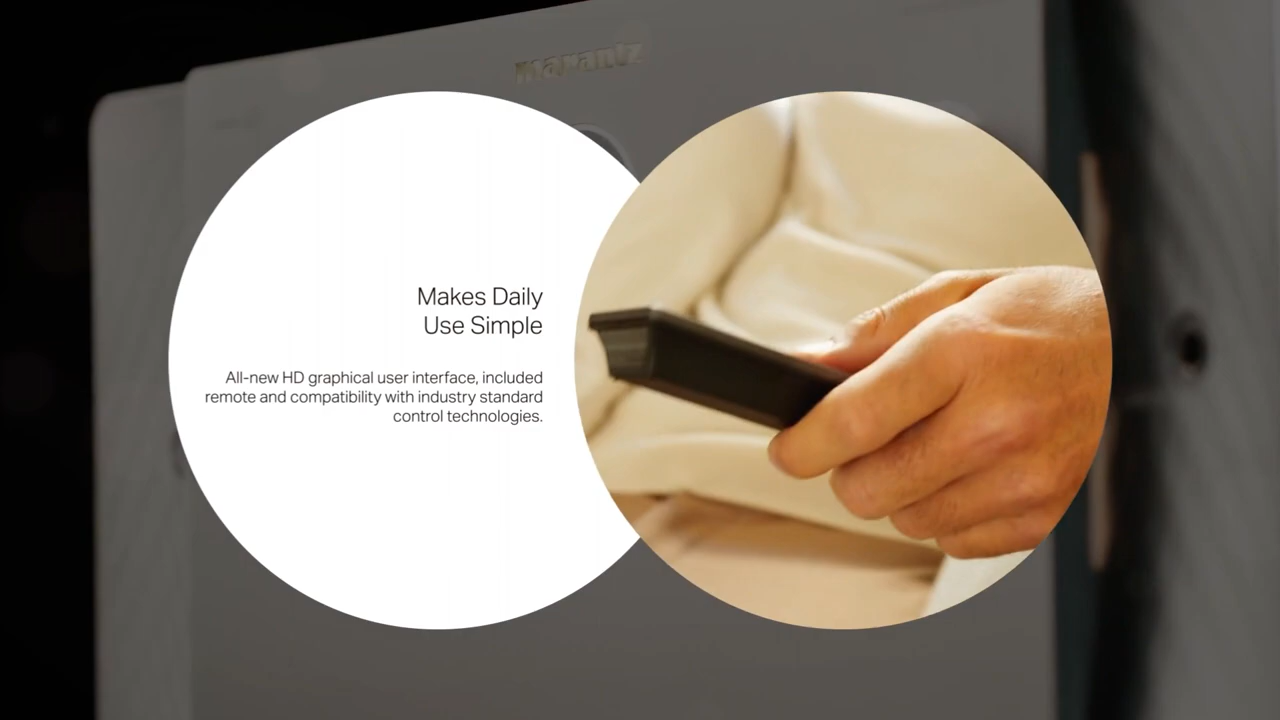 marantz
Makes Daily
Use Simple
All-new HD graphical user interface, included
remote and compatibility with industry standard
control technologies.